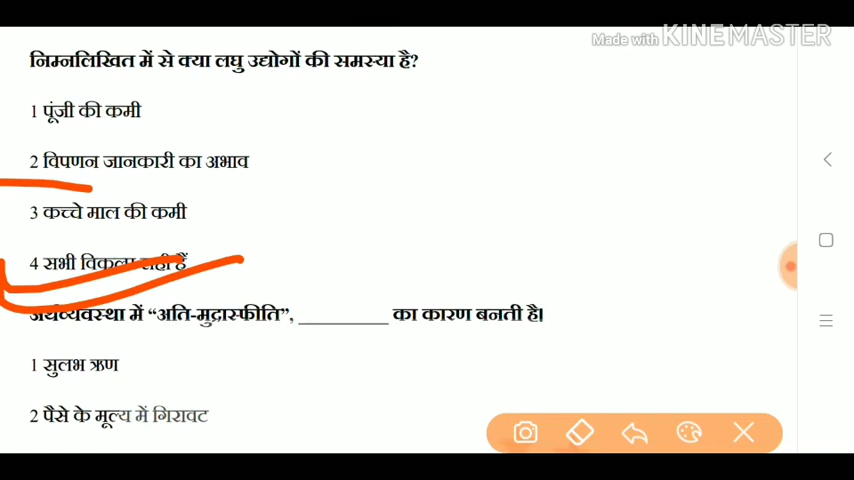 Made with KINEMASTER
निम्नलिखित में से क्या लघु उद्योगों की समस्या है?
1 पूंजी की कमी
2 विपणन जानकारी का अभाव
3 कच्चे माल की कमी
4 सभी विकल्प सही हैं
अर्थव्यवस्था में “अति-मुद्रास्फीति”, __________ का कारण बनती है।
1 सुलभ ऋण
2 पैसे के मूल्य में गिरावट